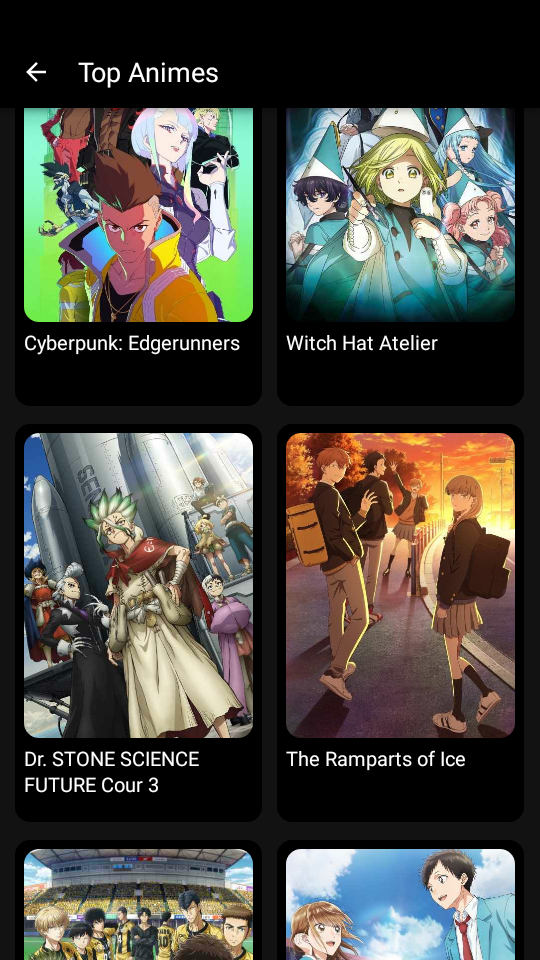 Top Animes
Cyberpunk: Edgerunners
Witch Hat Atelier
Dr. STONE SCIENCE
FUTURE Cour 3
The Ramparts of Ice